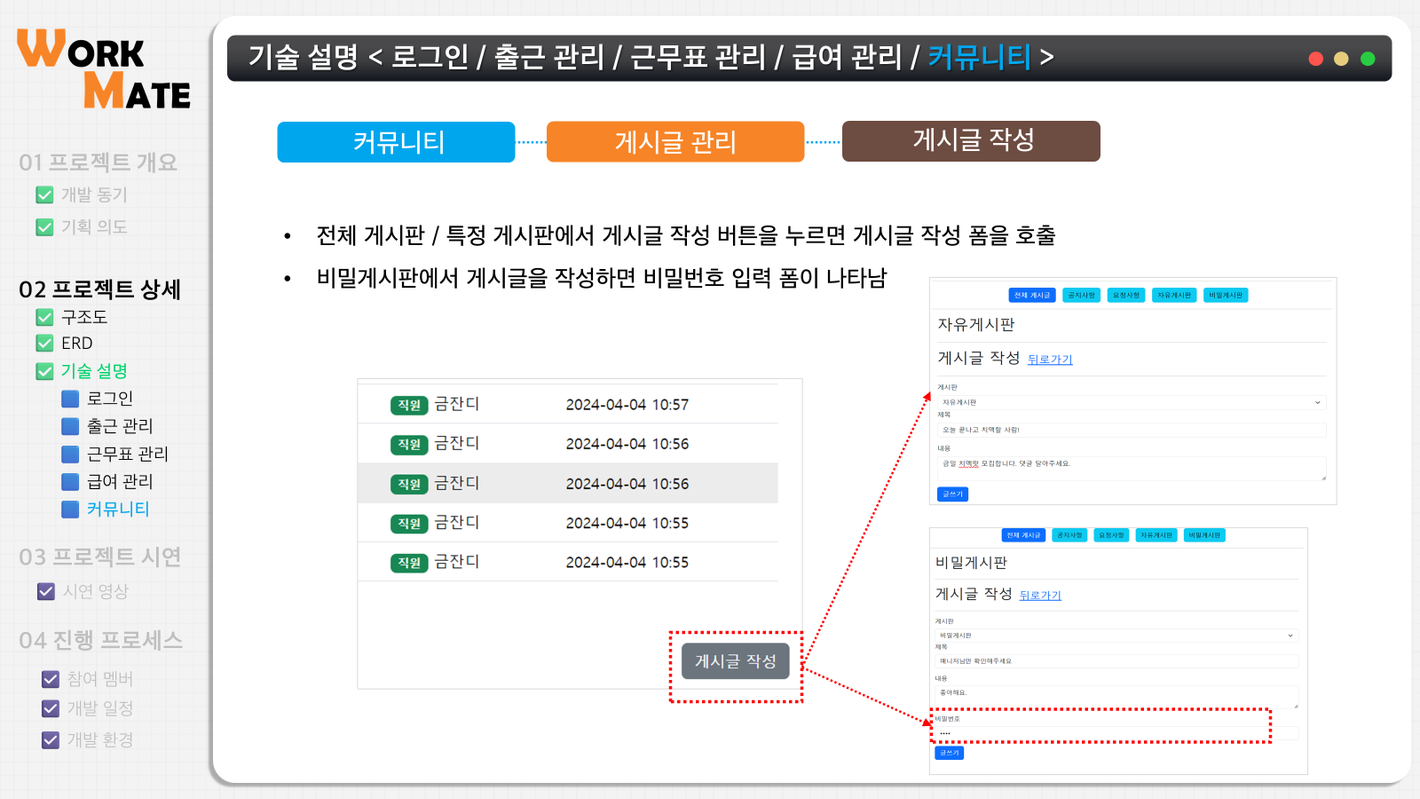 WORK
MATE
01 프로젝트 개요
개발 동기
기획 의도
02 프로젝트 상세
구조도
ERD
기술 설명
로그인
출근 관리
근무표 관리
급여 관리
커뮤니티
03 프로젝트 시연
시연 영상
04 진행 프로세스
참여 멤버
개발 일정
개발 환경
기술 설명 < 로그인 / 출근 관리 / 근무표 관리 / 급여 관리 / 커뮤니티 >
커뮤니티
게시글 관리
게시글 작성
• 전체 게시판 / 특정 게시판에서 게시글 작성 버튼을 누르면 게시글 작성 폼을 호출
• 비밀게시판에서 게시글을 작성하면 비밀번호 입력 폼이 나타남
직원 금잔디 2024-04-04 10:57
직원 금잔디 2024-04-04 10:56
직원 금잔디 2024-04-04 10:56
직원 금잔디 2024-04-04 10:55
직원 금잔디 2024-04-04 10:55
게시글 작성
전체 게시글 공지사항 요청사항 자유게시판 비밀게시판
자유게시판
게시글 작성 뒤로가기
게시판
자유게시판
제목
오늘 끝나고 치맥할 사람!
내용
금일 치맥팟 모집합니다. 댓글 달아주세요.
글쓰기
전체 게시글 공지사항 요청사항 자유게시판 비밀게시판
비밀게시판
게시글 작성 뒤로가기
게시판
비밀게시판
제목
매니저님만 확인해주세요
내용
좋아해요.
비밀번호
••••
글쓰기